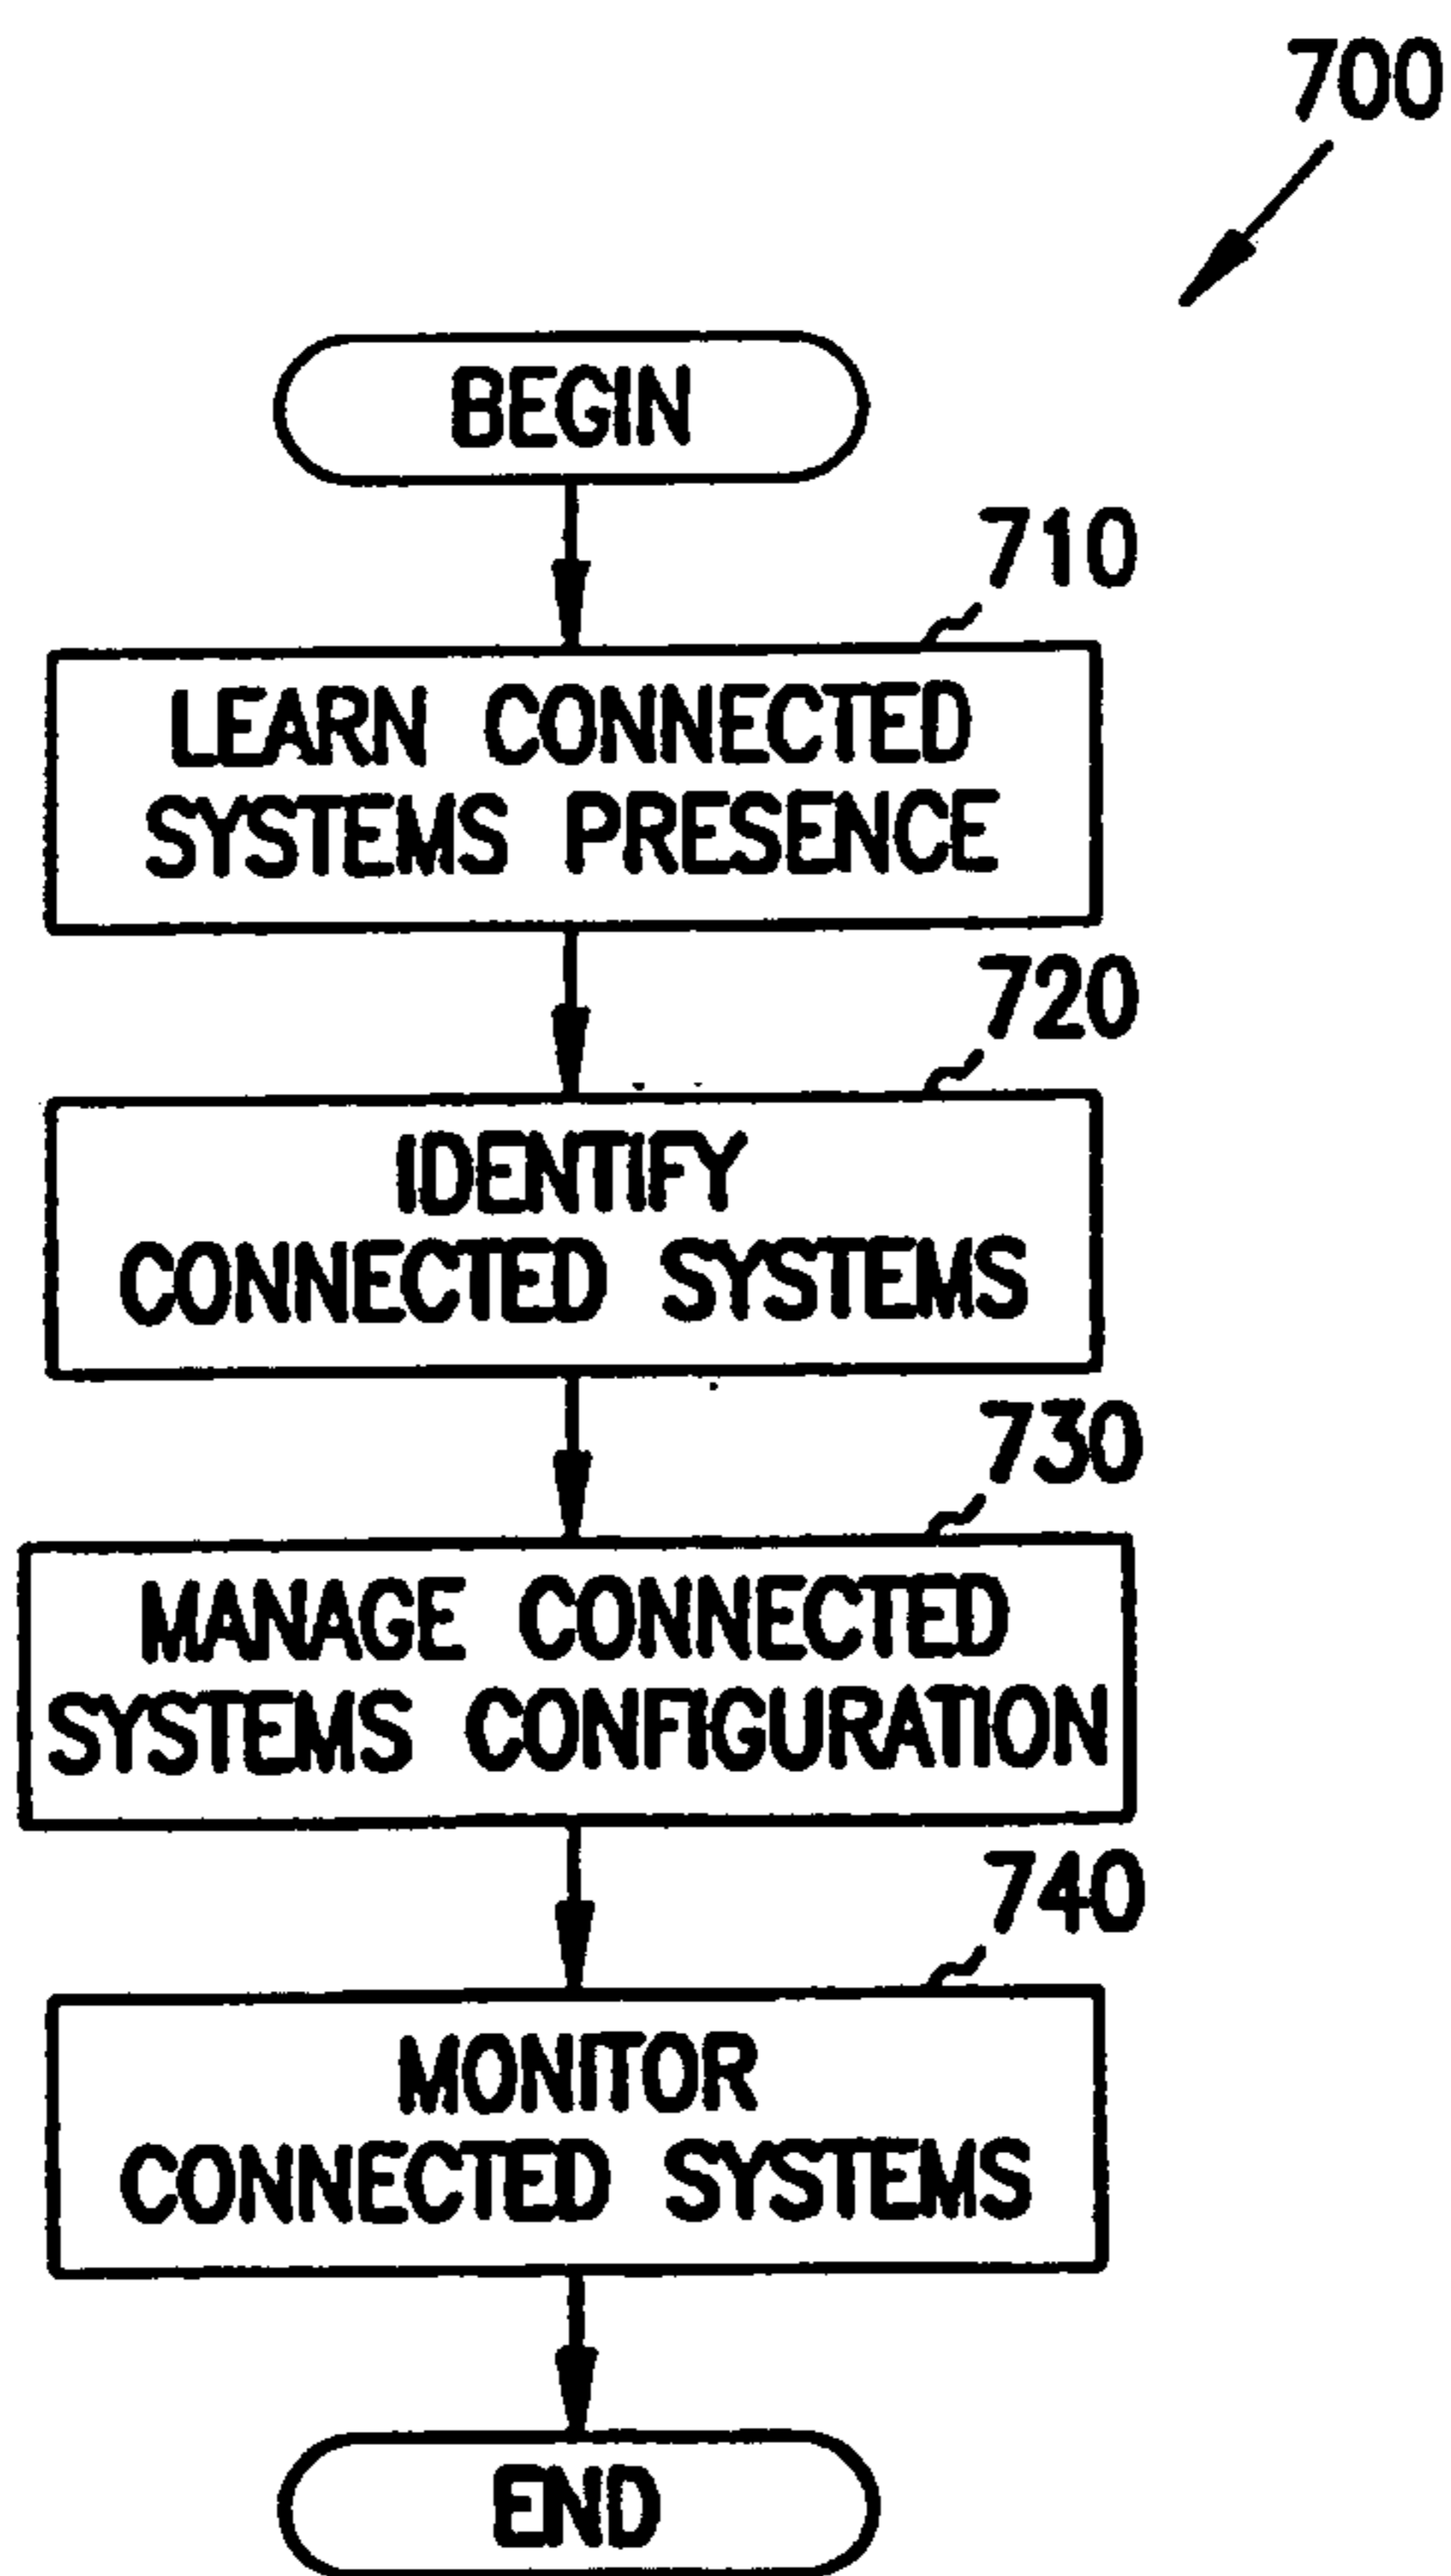 700
BEGIN
710
LEARN CONNECTED
SYSTEMS PRESENCE
720
IDENTIFY
CONNECTED SYSTEMS
730
MANAGE CONNECTED
SYSTEMS CONFIGURATION
740
MONITOR
CONNECTED SYSTEMS
END